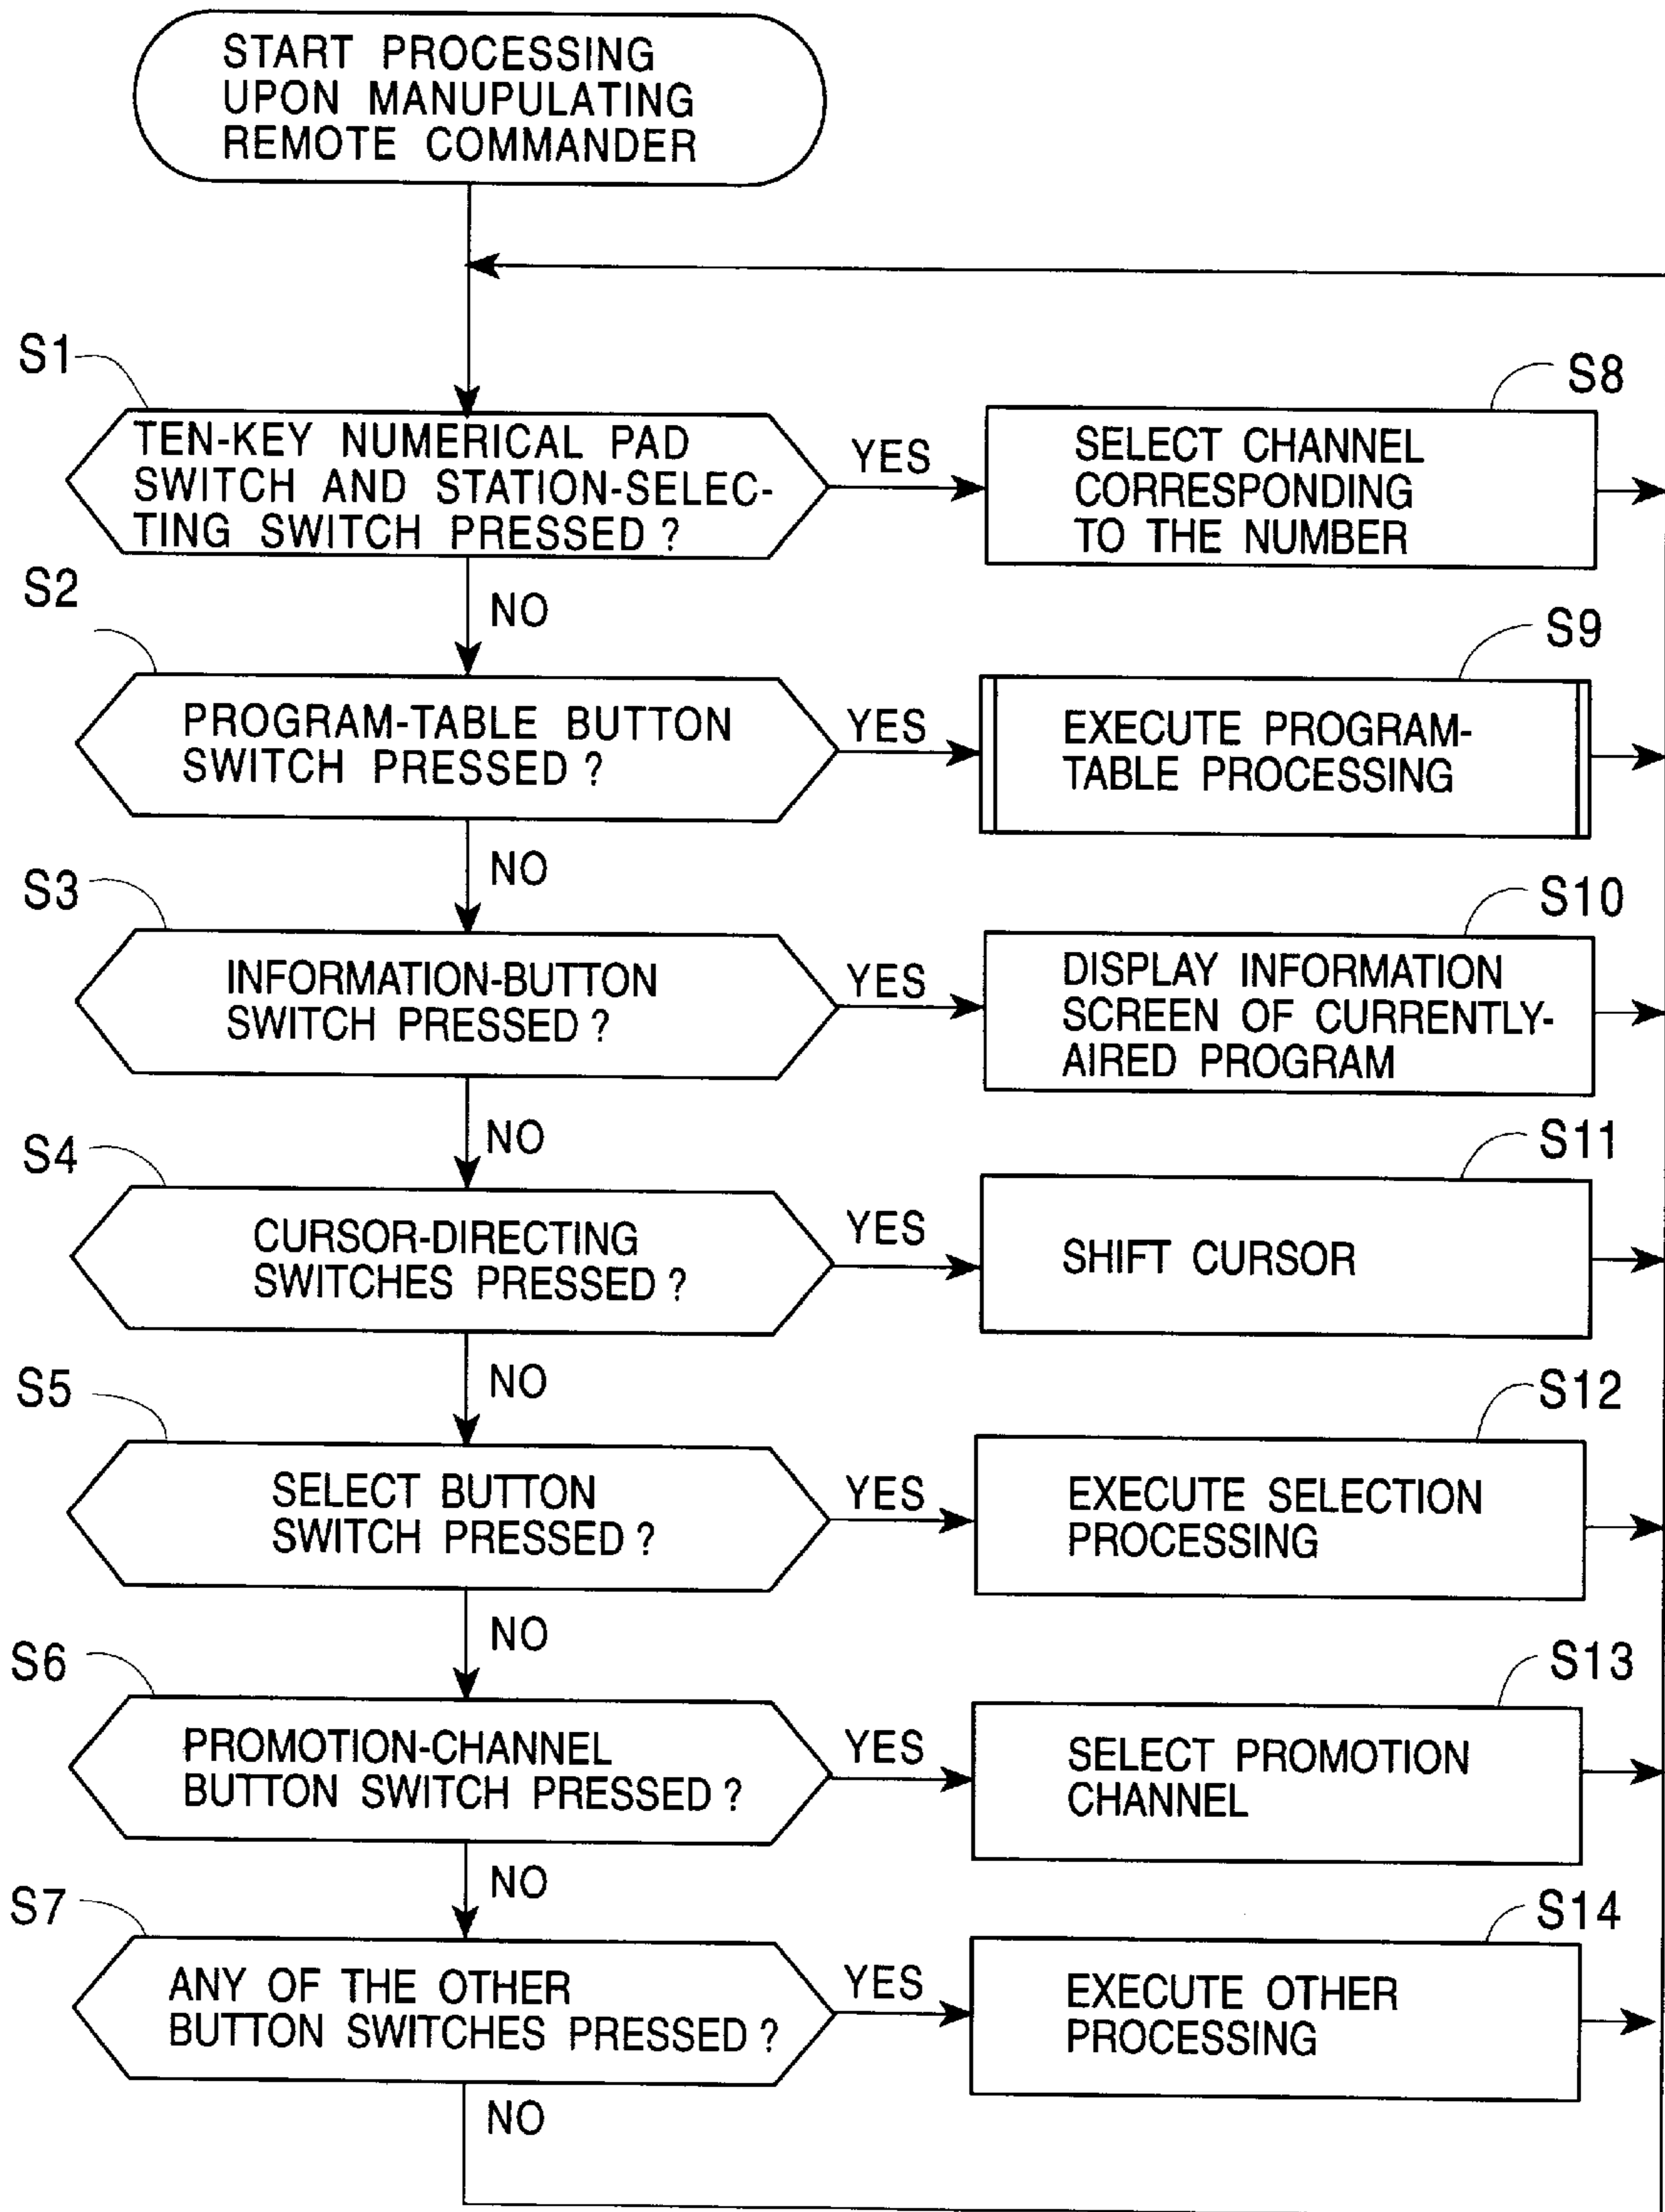 START PROCESSING
UPON MANUPULATING
REMOTE COMMANDER
S1
TEN-KEY NUMERICAL PAD
SWITCH AND STATION-SELEC-
TING SWITCH PRESSED ?
YES
S8
SELECT CHANNEL
CORRESPONDING
TO THE NUMBER
NO
S2
PROGRAM-TABLE BUTTON
SWITCH PRESSED ?
YES
S9
EXECUTE PROGRAM-
TABLE PROCESSING
NO
S3
INFORMATION-BUTTON
SWITCH PRESSED ?
YES
S10
DISPLAY INFORMATION
SCREEN OF CURRENTLY-
AIRED PROGRAM
NO
S4
CURSOR-DIRECTING
SWITCHES PRESSED ?
YES
S11
SHIFT CURSOR
NO
S5
SELECT BUTTON
SWITCH PRESSED ?
YES
S12
EXECUTE SELECTION
PROCESSING
NO
S6
PROMOTION-CHANNEL
BUTTON SWITCH PRESSED ?
YES
S13
SELECT PROMOTION
CHANNEL
NO
S7
ANY OF THE OTHER
BUTTON SWITCHES PRESSED ?
YES
S14
EXECUTE OTHER
PROCESSING
NO